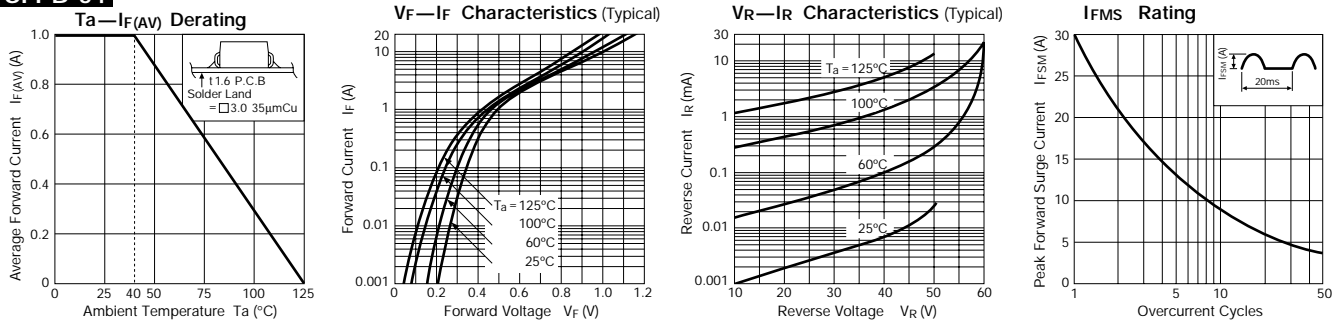 Ta—IF(AV) Derating
Average Forward Current IF(AV) (A)
1.0
0.8
0.6
0.4
0.2
0
t1.6 P.C.B
Solder Land
=□3.0 35µmCu
0 25 40 50 75 100 125
Ambient Temperature Ta (°C)
VF—IF Characteristics (Typical)
Forward Current IF (A)
20
10
1
0.1
0.01
0.001
Ta=125°C
100°C
60°C
25°C
0 0.2 0.4 0.6 0.8 1.0 1.2
Forward Voltage VF (V)
VR—IR Characteristics (Typical)
Reverse Current IR (mA)
30
10
1
0.1
0.01
0.001
Ta=125°C
100°C
60°C
25°C
10 20 30 40 50 60
Reverse Voltage VR (V)
IFMS Rating
Peak Forward Surge Current IFSM (A)
30
25
20
15
10
5
0
IFSM (A)
20ms
1 5 10 50
Overcurrent Cycles